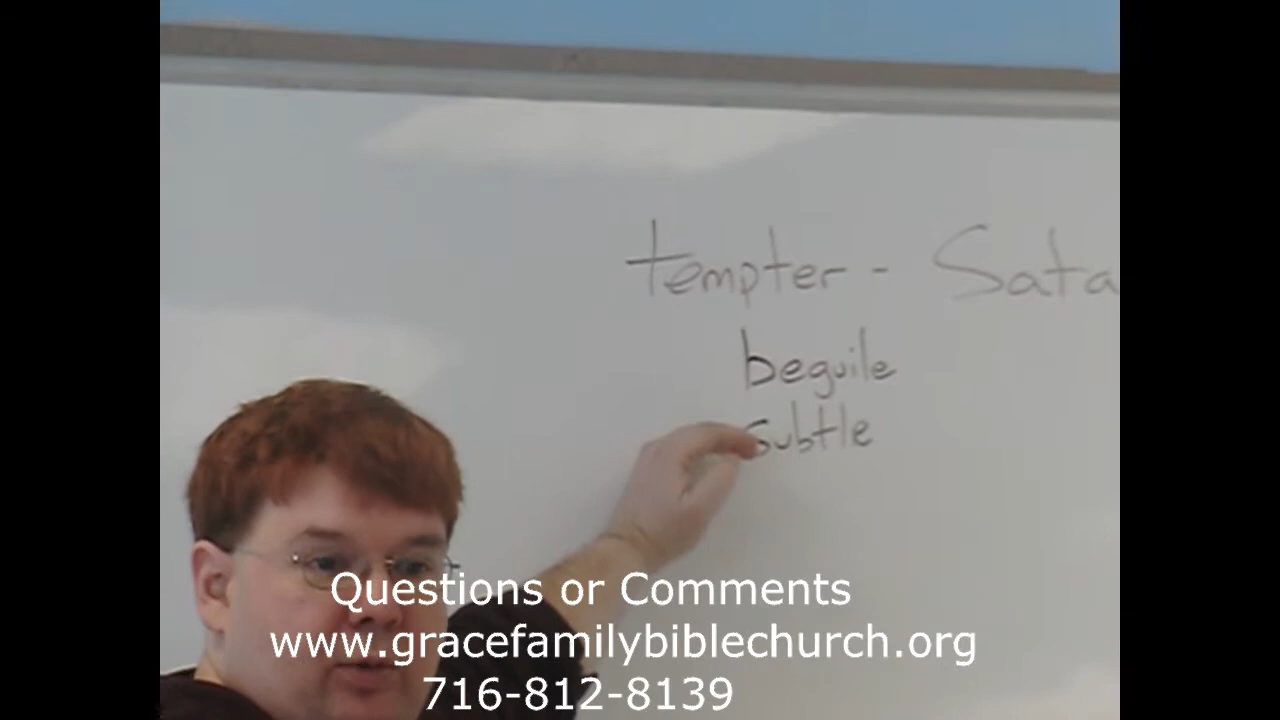 tempter - Sata
beguile
subtle
Questions or Comments
www.gracefamilybiblechurch.org
716-812-8139